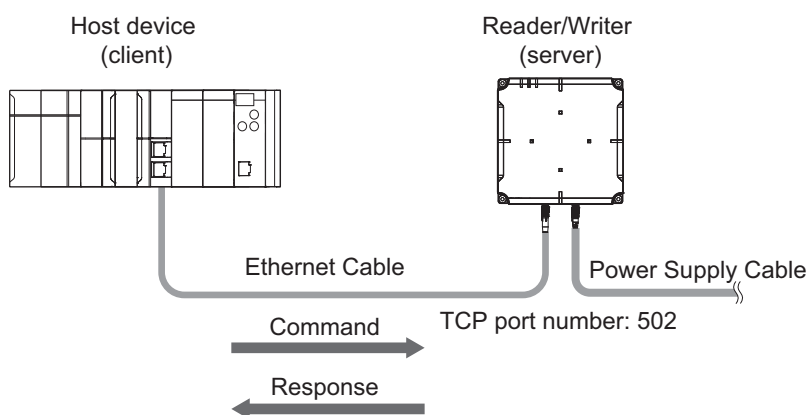 Host device
(client)
Reader/Writer
(server)
Ethernet Cable
Power Supply Cable
TCP port number: 502
Command
Response